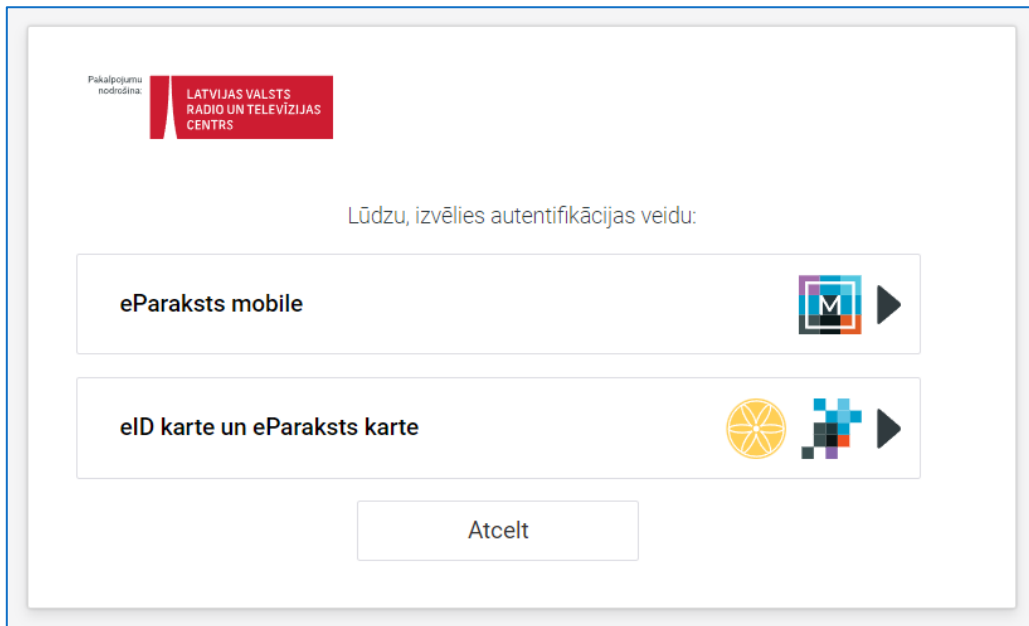 Pakalpojumu
nodrošina:
LATVIJAS VALSTS
RADIO UN TELEVĪZIJAS
CENTRS
Lūdzu, izvēlies autentifikācijas veidu:
eParaksts mobile
M
eID karte un eParaksts karte
Atcelt